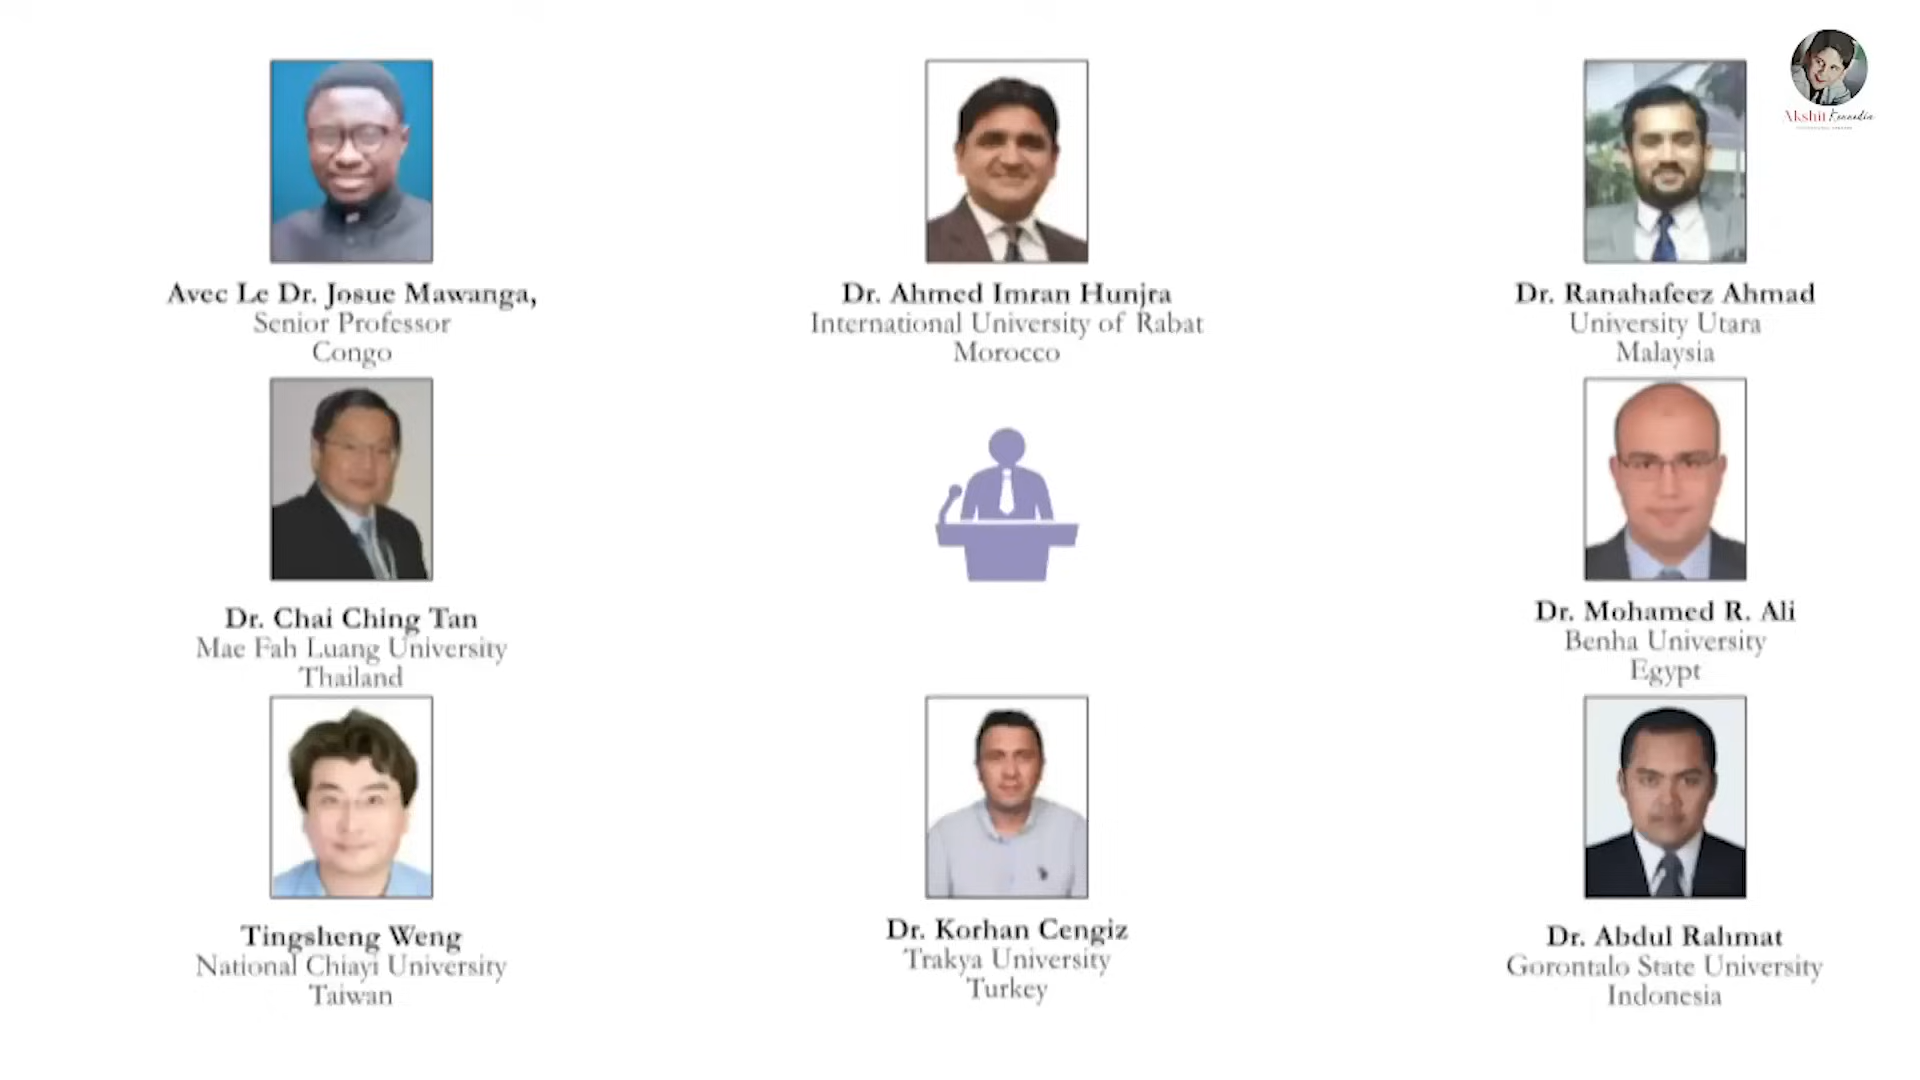 Akshit Kennedia
Avec Le Dr. Josue Mawanga,
Senior Professor
Congo
Dr. Ahmed Imran Hunjra
International University of Rabat
Morocco
Dr. Ranahafeez Ahmad
University Utara
Malaysia
Dr. Chai Ching Tan
Mae Fah Luang University
Thailand
Dr. Mohamed R. Ali
Benha University
Egypt
Tingsheng Weng
National Chiayi University
Taiwan
Dr. Korhan Cengiz
Trakya University
Turkey
Dr. Abdul Rahmat
Gorontalo State University
Indonesia